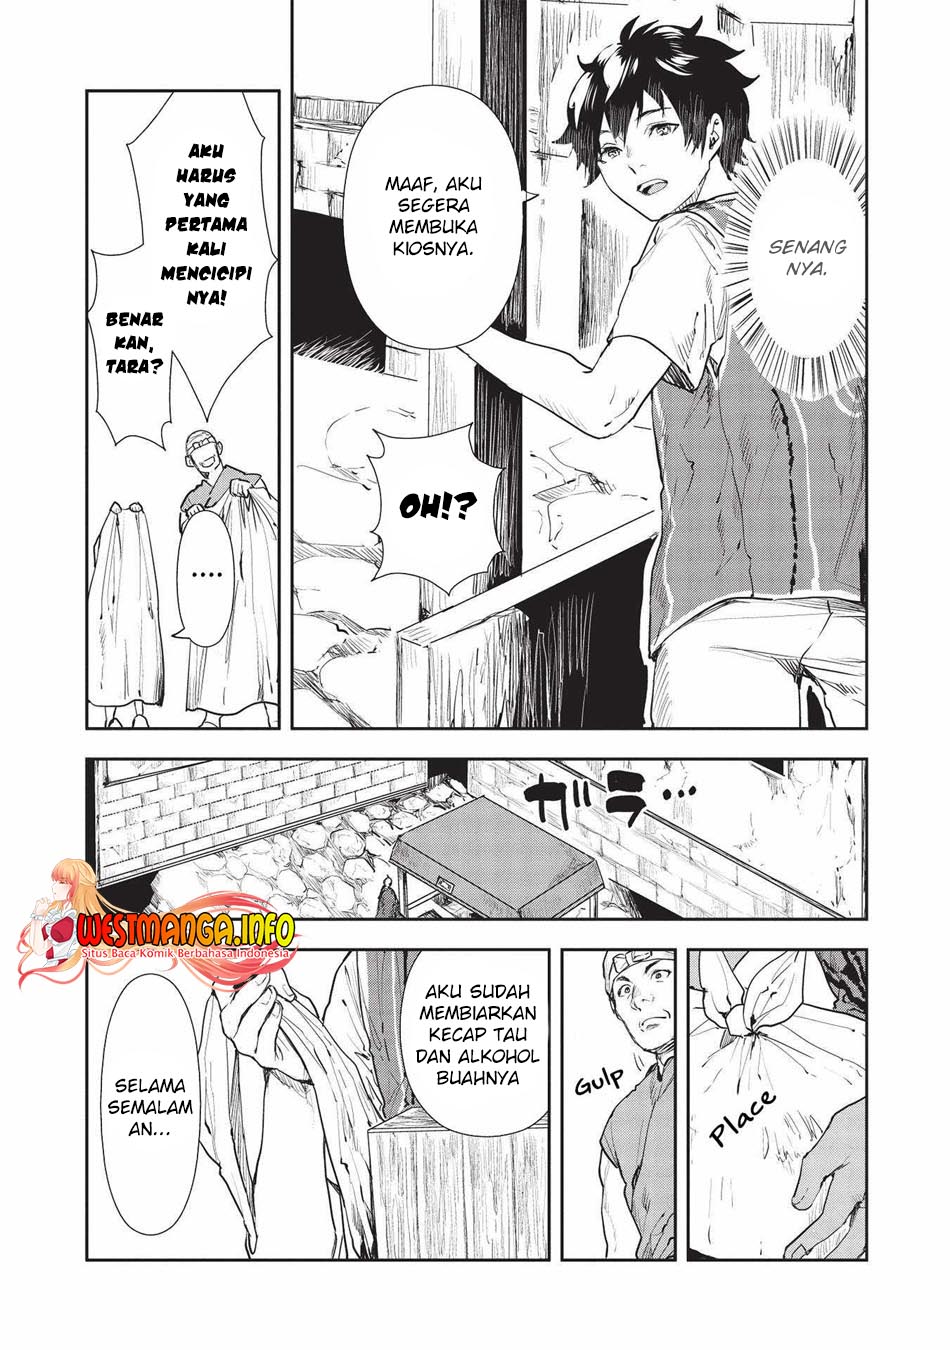 SENANG
NYA.
MAAF, AKU
SEGERA
MEMBUKA
KIOSNYA.
OH!?
AKU
HARUS
YANG
PERTAMA
KALI
MENCICIPI
NYA!
BENAR
KAN,
TARA?
....
ガラ...
WESTMANGA.INFO
Situs Baca Komik Berbahasa Indonesia
Place
Gulp
AKU SUDAH
MEMBIARKAN
KECAP TAU
DAN ALKOHOL
BUAHNYA
SELAMA
SEMALAM
AN...